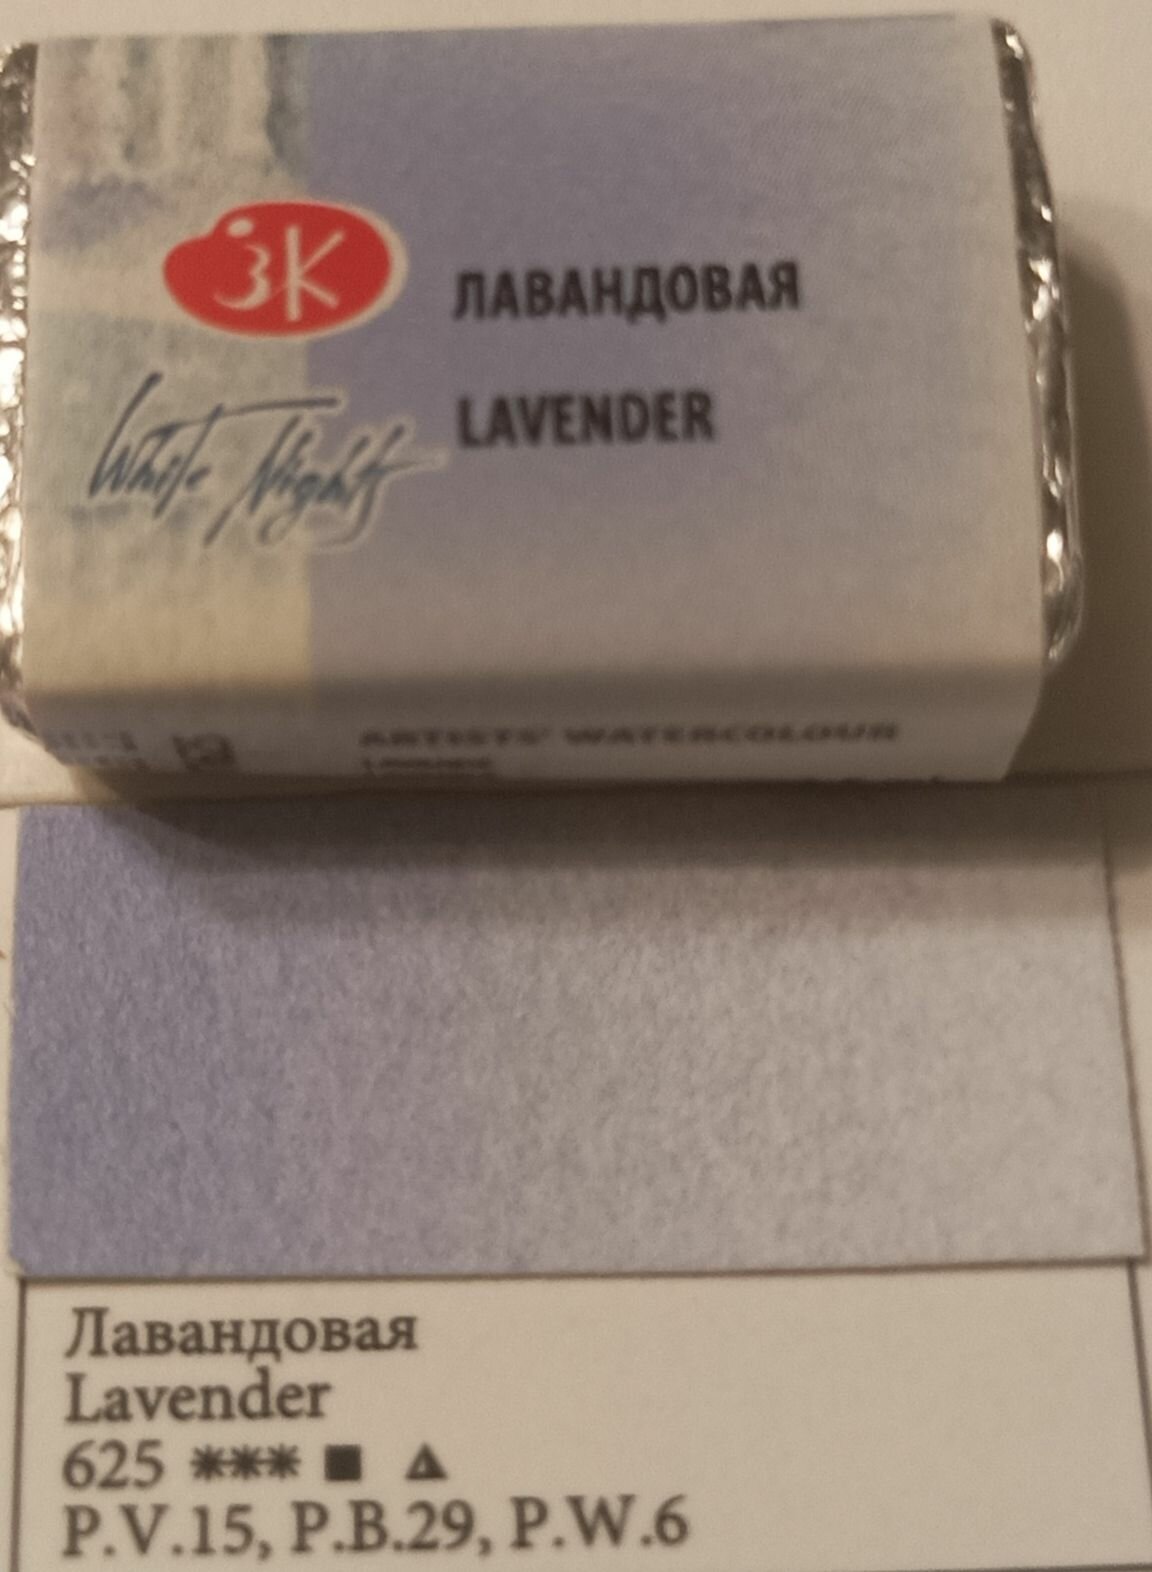 ЗК
ЛАВАНДОВАЯ
White Nights
LAVENDER
ARTISTS' WATERCOLOUR
Лавандовая
Lavender
625 ✳✳✳ ■ ▲
P.V.15, P.B.29, P.W.6